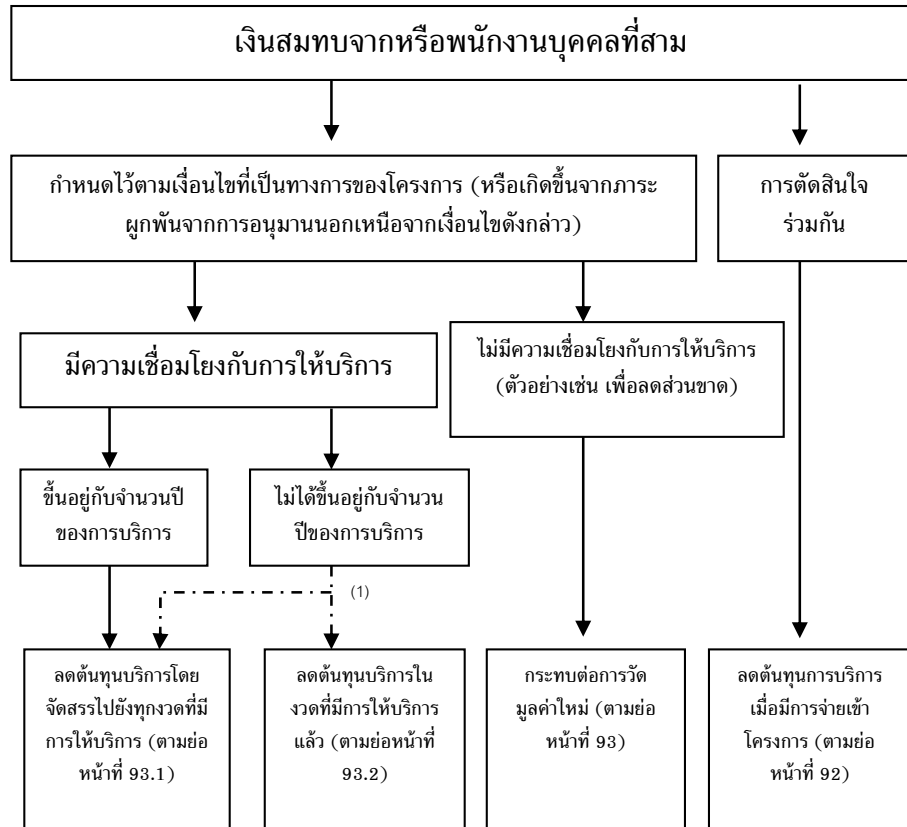 เงินสมทบจากหรือพนักงานบุคคลที่สาม
กำหนดไว้ตามเงื่อนไขที่เป็นทางการของโครงการ (หรือเกิดขึ้นจากภาระ
ผูกพันจากการอนุมานนอกเหนือจากเงื่อนไขดังกล่าว)
การตัดสินใจ
ร่วมกัน
มีความเชื่อมโยงกับการให้บริการ
ไม่มีความเชื่อมโยงกับการให้บริการ
(ตัวอย่างเช่น เพื่อลดส่วนขาด)
ขึ้นอยู่กับจำนวนปี
ของการบริการ
ไม่ได้ขึ้นอยู่กับจำนวน
ปีของการบริการ
(1)
ลดต้นทุนบริการโดย
จัดสรรไปยังทุกงวดที่มี
การให้บริการ (ตามย่อ
หน้าที่ 93.1)
ลดต้นทุนบริการใน
งวดที่มีการให้บริการ
แล้ว (ตามย่อหน้าที่
93.2)
กระทบต่อการวัด
มูลค่าใหม่ (ตามย่อ
หน้าที่ 93)
ลดต้นทุนการบริการ
เมื่อมีการจ่ายเข้า
โครงการ (ตามย่อ
หน้าที่ 92)